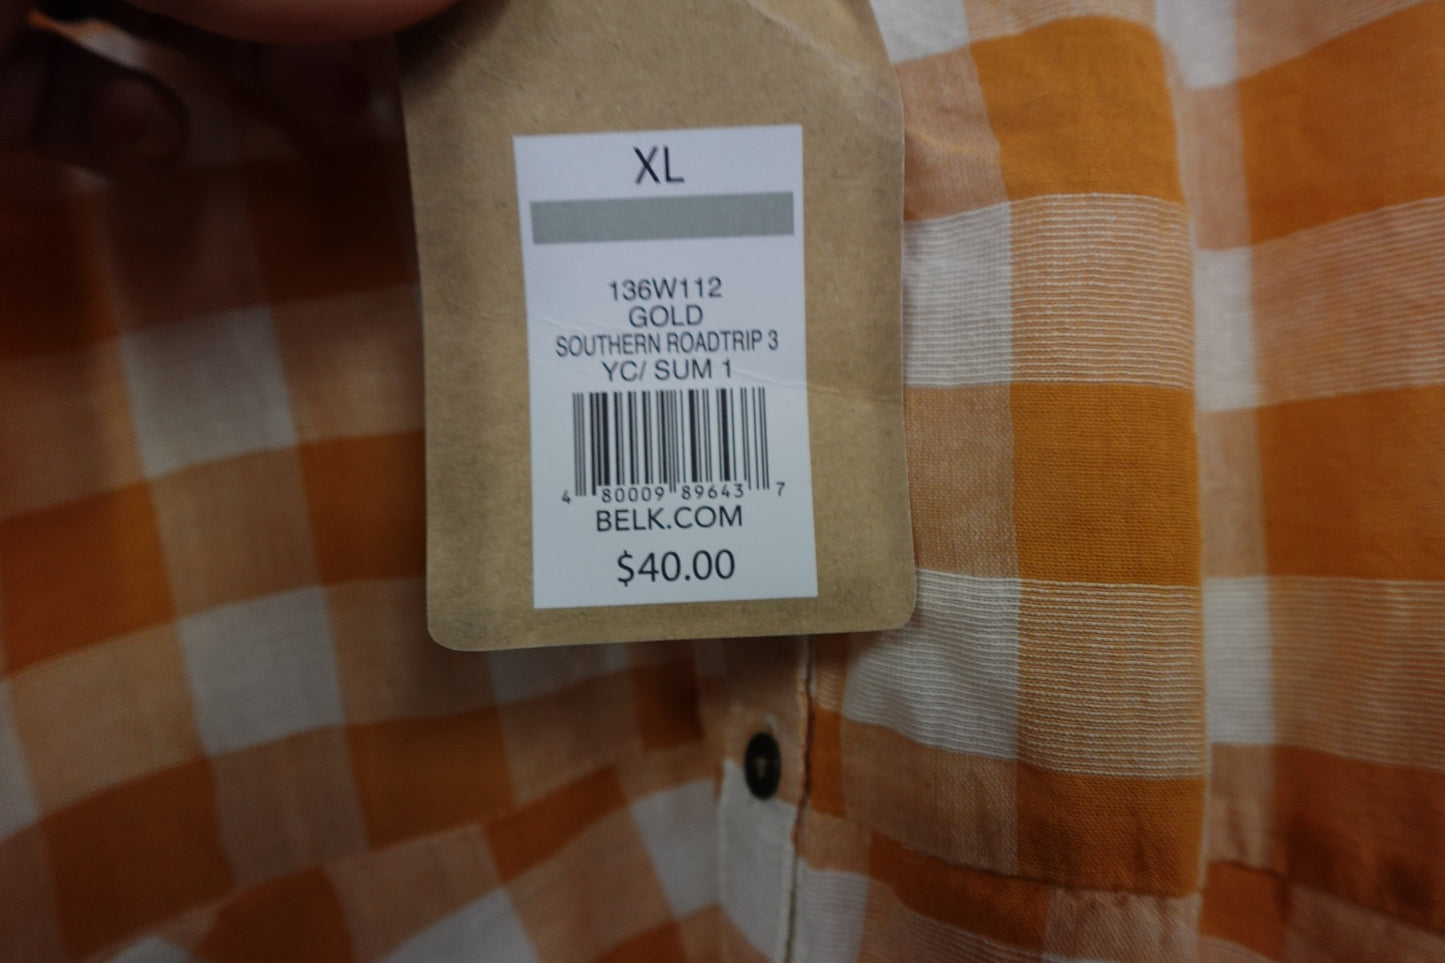 XL
136W112
GOLD
SOUTHERN ROADTRIP 3
YC/ SUM 1
4 80009 89643 7
BELK.COM
$40.00